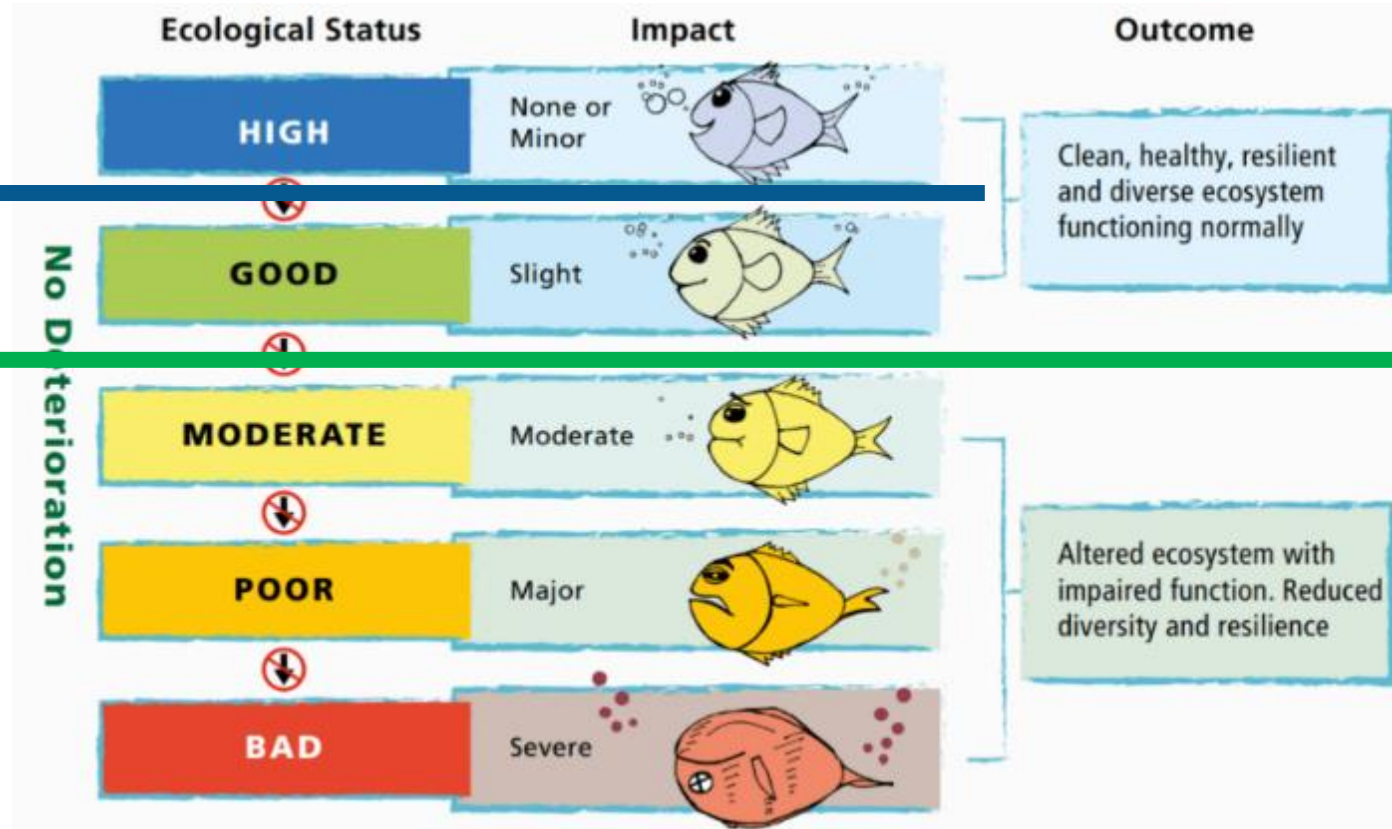 Ecological Status Impact Outcome
HIGH
None or
Minor
Clean, healthy, resilient
and diverse ecosystem
functioning normally
GOOD
Slight
No Deterioration
MODERATE
Moderate
POOR
Major
Altered ecosystem with
impaired function. Reduced
diversity and resilience
BAD
Severe